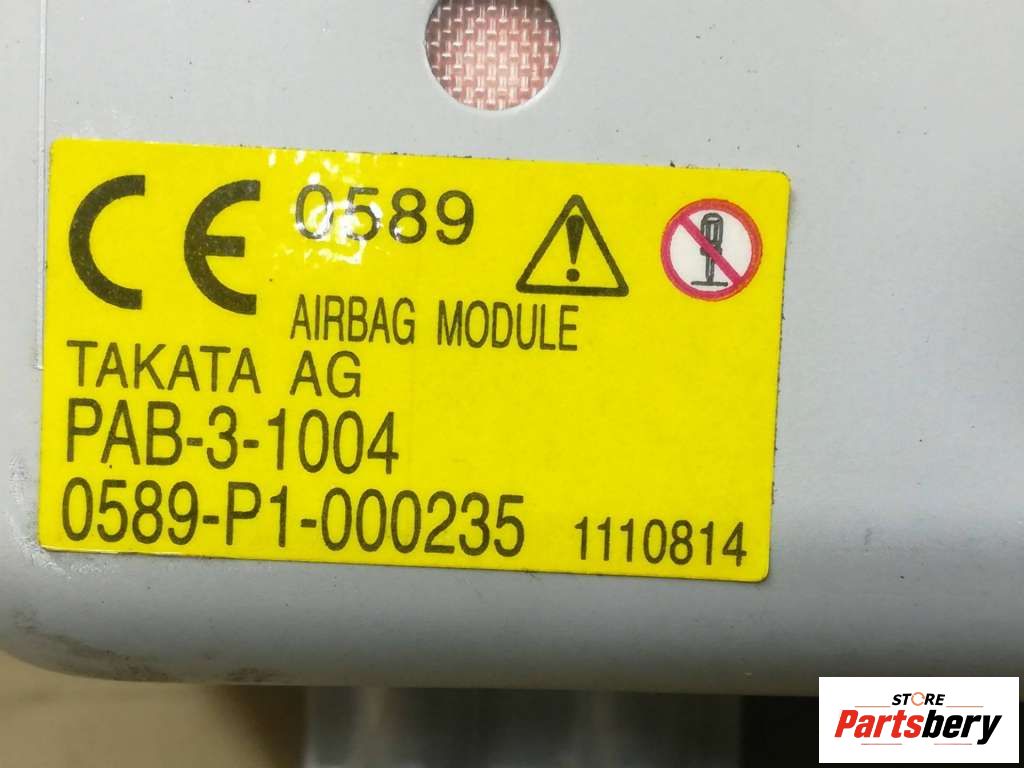 CE 0589
AIRBAG MODULE
TAKATA AG
PAB-3-1004
0589-P1-000235 1110814
STORE
Partsbery